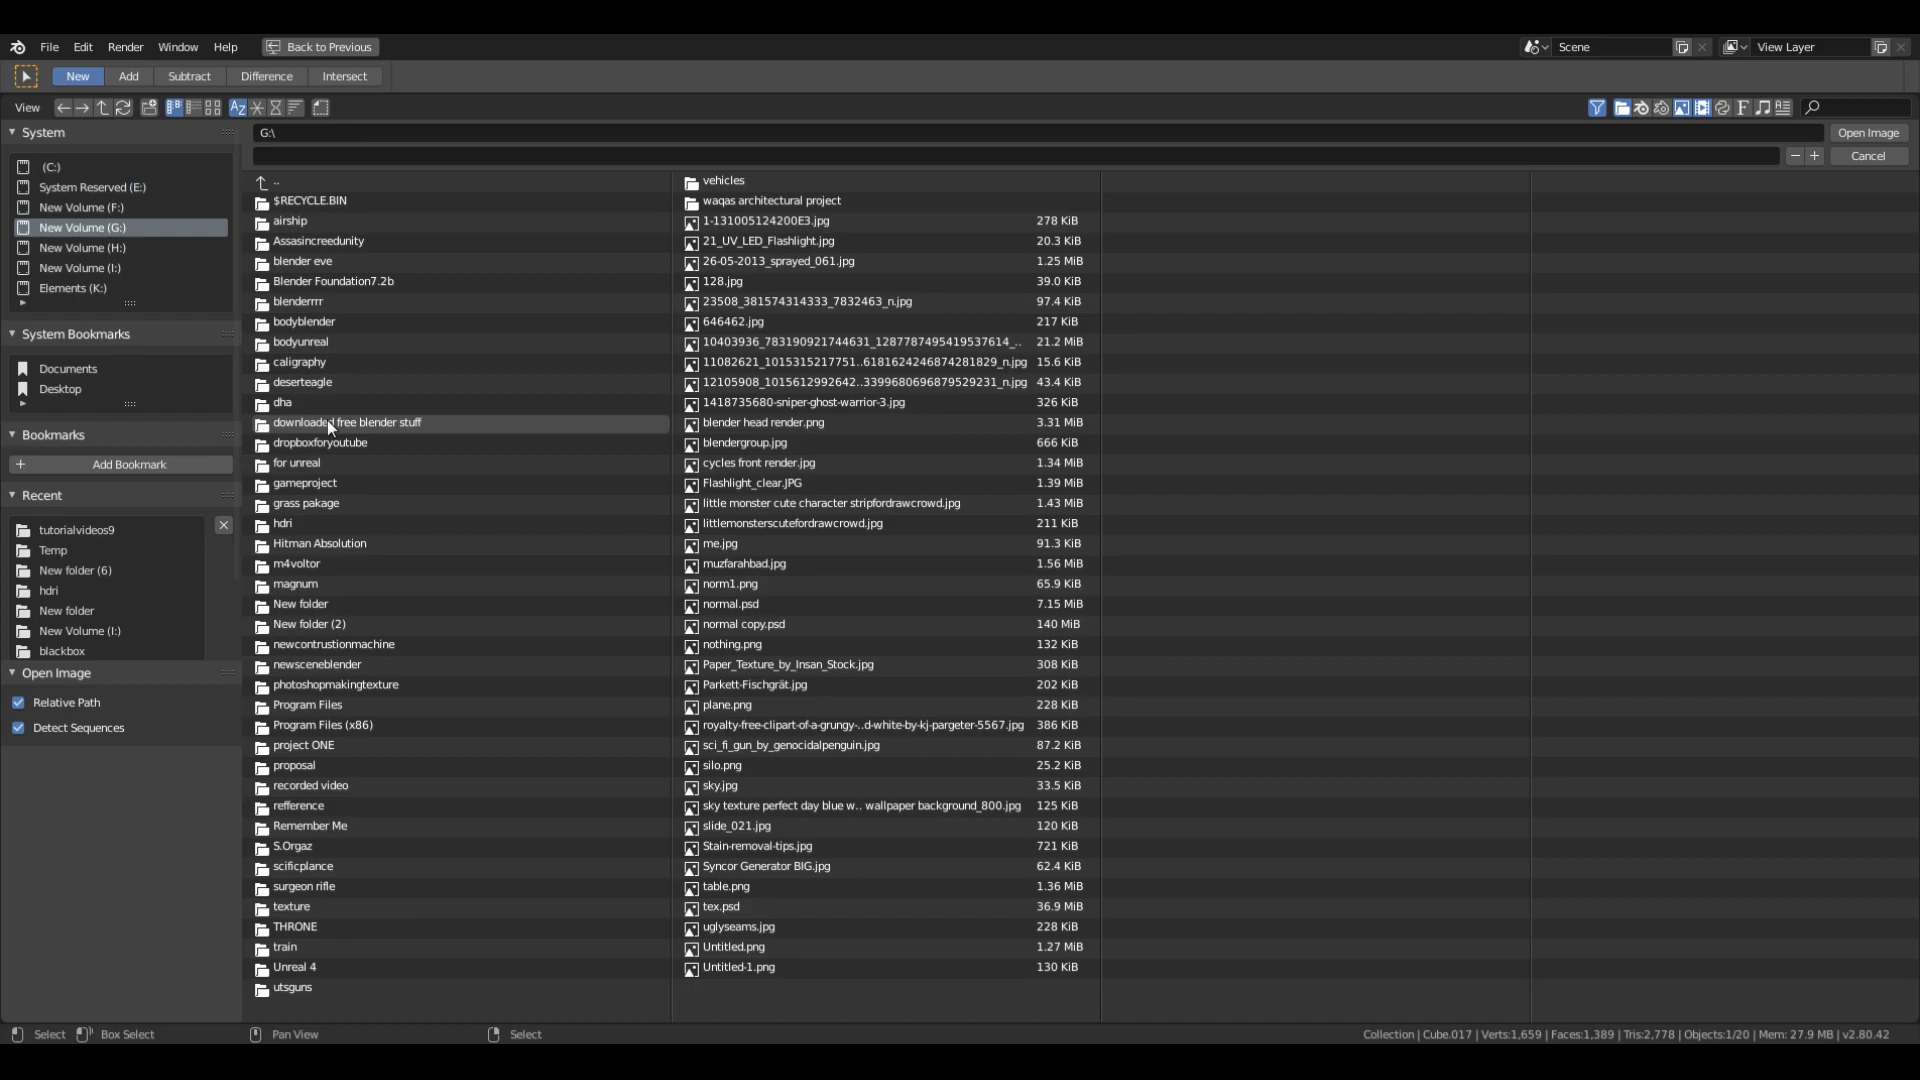 File Edit Render Window Help Back to Previous Scene View Layer
New Add Subtract Difference Intersect
View
System
(C:)
System Reserved (E:)
New Volume (F:)
New Volume (G:)
New Volume (H:)
New Volume (I:)
Elements (K:)
System Bookmarks
Documents
Desktop
Bookmarks
Add Bookmark
Recent
tutorialvideos9
Temp
New folder (6)
hdri
New folder
New Volume (I:)
blackbox
Open Image
Relative Path
Detect Sequences
G:\ Open Image
Cancel
..
$RECYCLE.BIN
airship
Assasincreedunity
blender eve
Blender Foundation7.2b
blenderrrr
bodyblender
bodyunreal
caligraphy
deserteagle
dha
downloaded free blender stuff
dropboxforyoutube
for unreal
gameproject
grass pakage
hdri
Hitman Absolution
m4voltor
magnum
New folder
New folder (2)
newcontrustionmachine
newsceneblender
photoshopmakingtexture
Program Files
Program Files (x86)
project ONE
proposal
recorded video
refference
Remember Me
S.Orgaz
scificplance
surgeon rifle
texture
THRONE
train
Unreal 4
utsguns
vehicles
waqas architectural project
1-131005124200E3.jpg 278 KiB
21_UV_LED_Flashlight.jpg 20.3 KiB
26-05-2013_sprayed_061.jpg 1.25 MiB
128.jpg 39.0 KiB
23508_381574314333_7832463_n.jpg 97.4 KiB
646462.jpg 217 KiB
10403936_783190921744631_1287787495419537614_.. 21.2 MiB
11082621_1015315217751..6181624246874281829_n.jpg 15.6 KiB
12105908_1015612992642..3399680696879529231_n.jpg 43.4 KiB
1418735680-sniper-ghost-warrior-3.jpg 326 KiB
blender head render.png 3.31 MiB
blendergroup.jpg 666 KiB
cycles front render.jpg 1.34 MiB
Flashlight_clear.JPG 1.39 MiB
little monster cute character stripfordrawcrowd.jpg 1.43 MiB
littlemonsterscutefordrawcrowd.jpg 211 KiB
me.jpg 91.3 KiB
muzfarahbad.jpg 1.56 MiB
norm1.png 65.9 KiB
normal.psd 7.15 MiB
normal copy.psd 140 MiB
nothing.png 132 KiB
Paper_Texture_by_Insan_Stock.jpg 308 KiB
Parkett-Fischgrät.jpg 202 KiB
plane.png 228 KiB
royalty-free-clipart-of-a-grungy-..d-white-by-kj-pargeter-5567.jpg 386 KiB
sci_fi_gun_by_genocidalpenguin.jpg 87.2 KiB
silo.png 25.2 KiB
sky.jpg 33.5 KiB
sky texture perfect day blue w.. wallpaper background_800.jpg 125 KiB
slide_021.jpg 120 KiB
Stain-removal-tips.jpg 721 KiB
Syncor Generator BIG.jpg 62.4 KiB
table.png 1.36 MiB
tex.psd 36.9 MiB
uglyseams.jpg 228 KiB
Untitled.png 1.27 MiB
Untitled-1.png 130 KiB
Select Box Select Pan View Select Collection | Cube.017 | Verts:1,659 | Faces:1,389 | Tris:2,778 | Objects:1/20 | Mem: 27.9 MB | v2.80.42